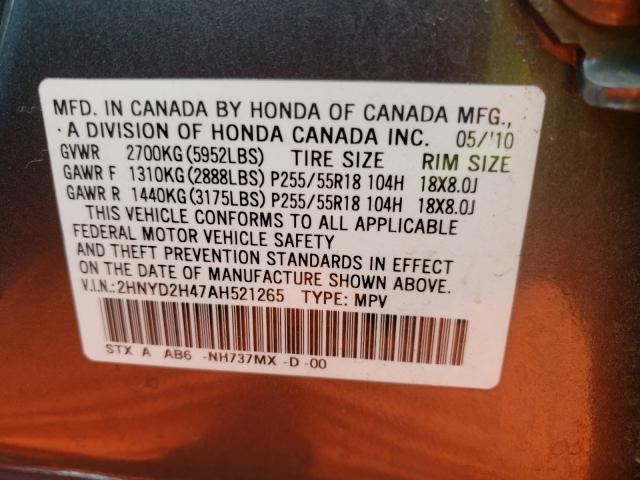 MFD. IN CANADA BY HONDA OF CANADA MFG.,
A DIVISION OF HONDA CANADA INC. 05/'10
GVWR 2700KG (5952LBS) TIRE SIZE RIM SIZE
GAWR F 1310KG (2888LBS) P255/55R18 104H 18X8.0J
GAWR R 1440KG (3175LBS) P255/55R18 104H 18X8.0J
THIS VEHICLE CONFORMS TO ALL APPLICABLE
FEDERAL MOTOR VEHICLE SAFETY
AND THEFT PREVENTION STANDARDS IN EFFECT
ON THE DATE OF MANUFACTURE SHOWN ABOVE.
V.I.N.:2HNYD2H47AH521265 TYPE: MPV
STX A AB6 -NH737MX -D -00